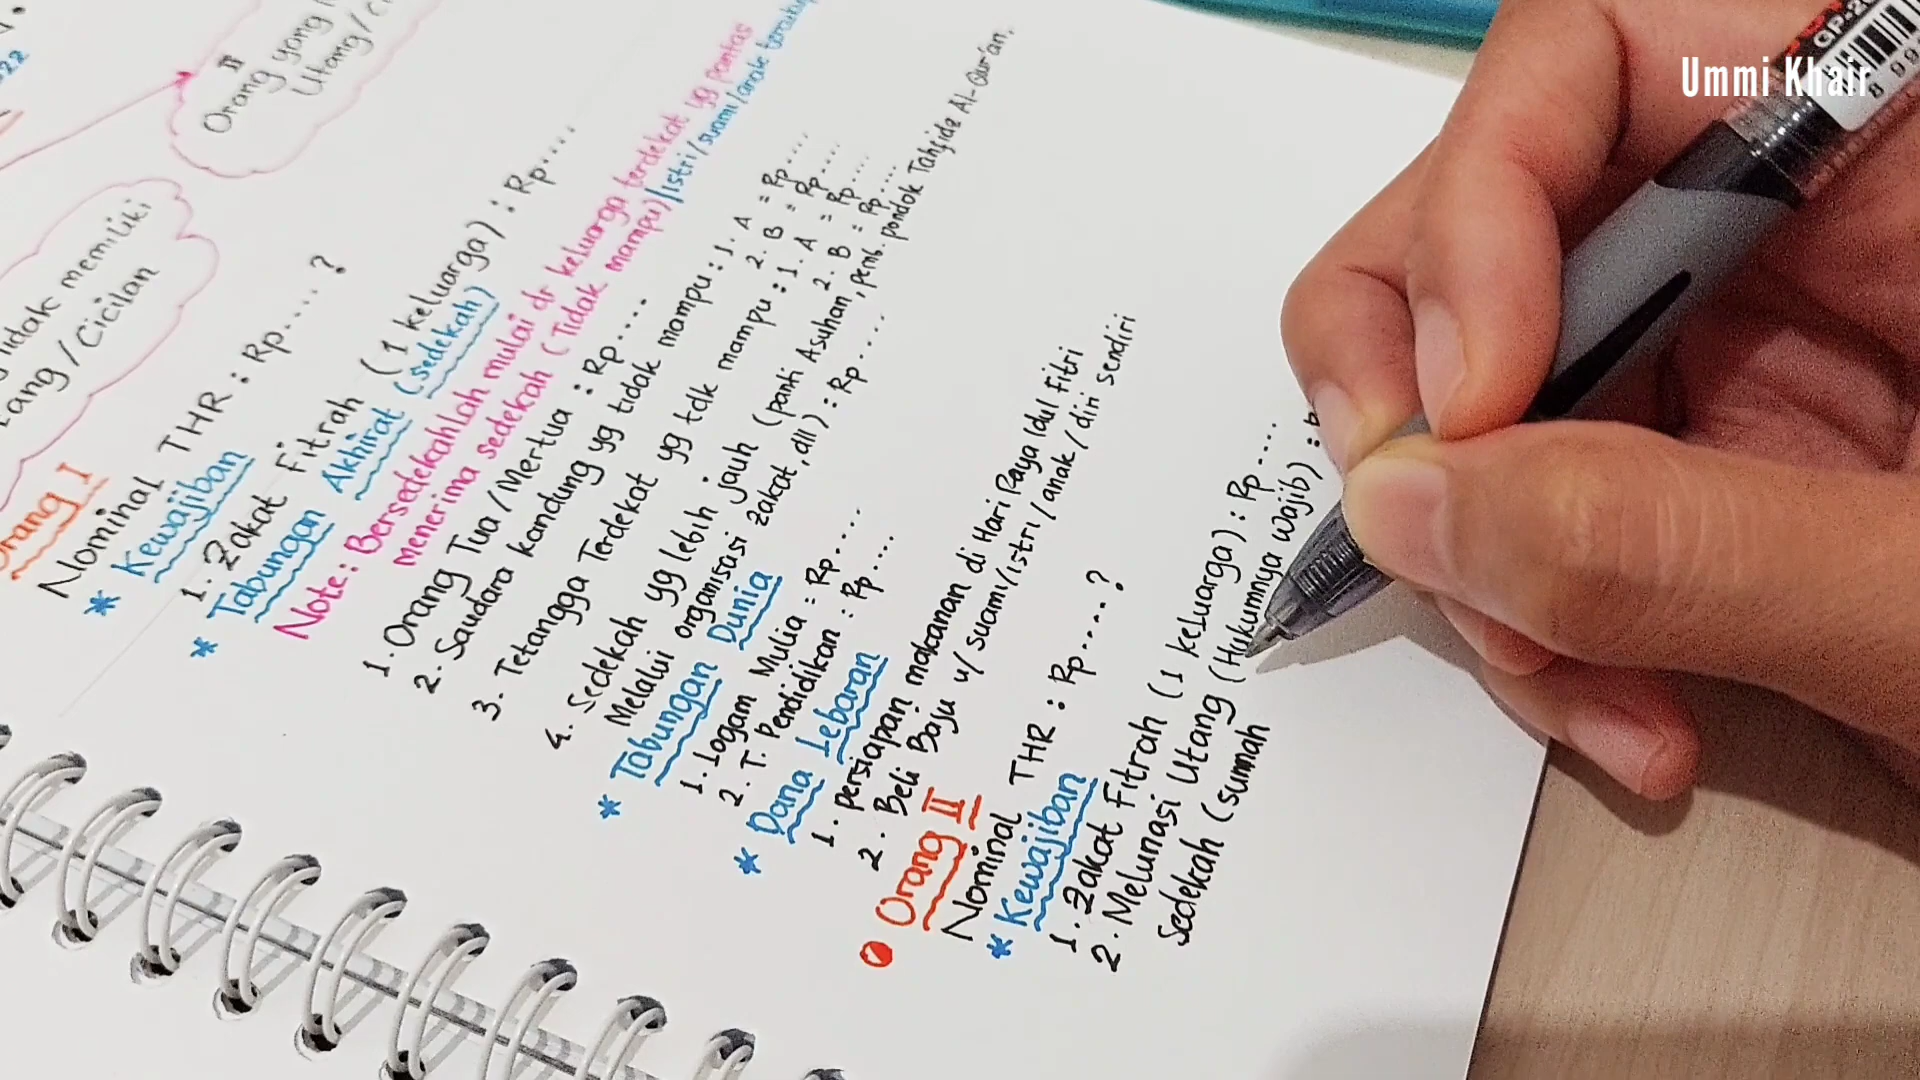 II
Orang yang
Utang/Ci
tidak memiliki
/Cicilan
Orang I
Nominal THR : Rp.....?
* Kewajiban
1. Zakat Fitrah (1 keluarga) : Rp....
* Tabungan Akhirat (sedekah)
Note: Bersedekahlah mulai dr keluarga terdekat yg pantas
menerima sedekah (Tidak mampu)/istri/suami/anak
1. Orang Tua/Mertua : Rp....
2. Saudara kandung yg tidak mampu : 1. A = Rp....
2. B = Rp....
3. Tetangga Terdekat yg tdk mampu : 1. A = Rp....
2. B = Rp....
4. Sedekah yg lebih jauh (panti Asuhan, pemb. pondok Tahfidz Al-Qur'an,
Melalui organisasi zakat, dll) : Rp....
* Tabungan Dunia
1. Logam Mulia : Rp....
2. T. Pendidikan : Rp....
* Dana Lebaran
1. Persiapan makanan di Hari Raya Idul Fitri
2. Beli Baju u/ suami/istri/anak/diri sendiri
Orang II
Nominal THR : Rp....?
* Kewajiban
1. Zakat Fitrah (1 keluarga) : Rp....
2. Melunasi Utang (Hukumnya Wajib) :
Sedekah (sunnah
Ummi Khair